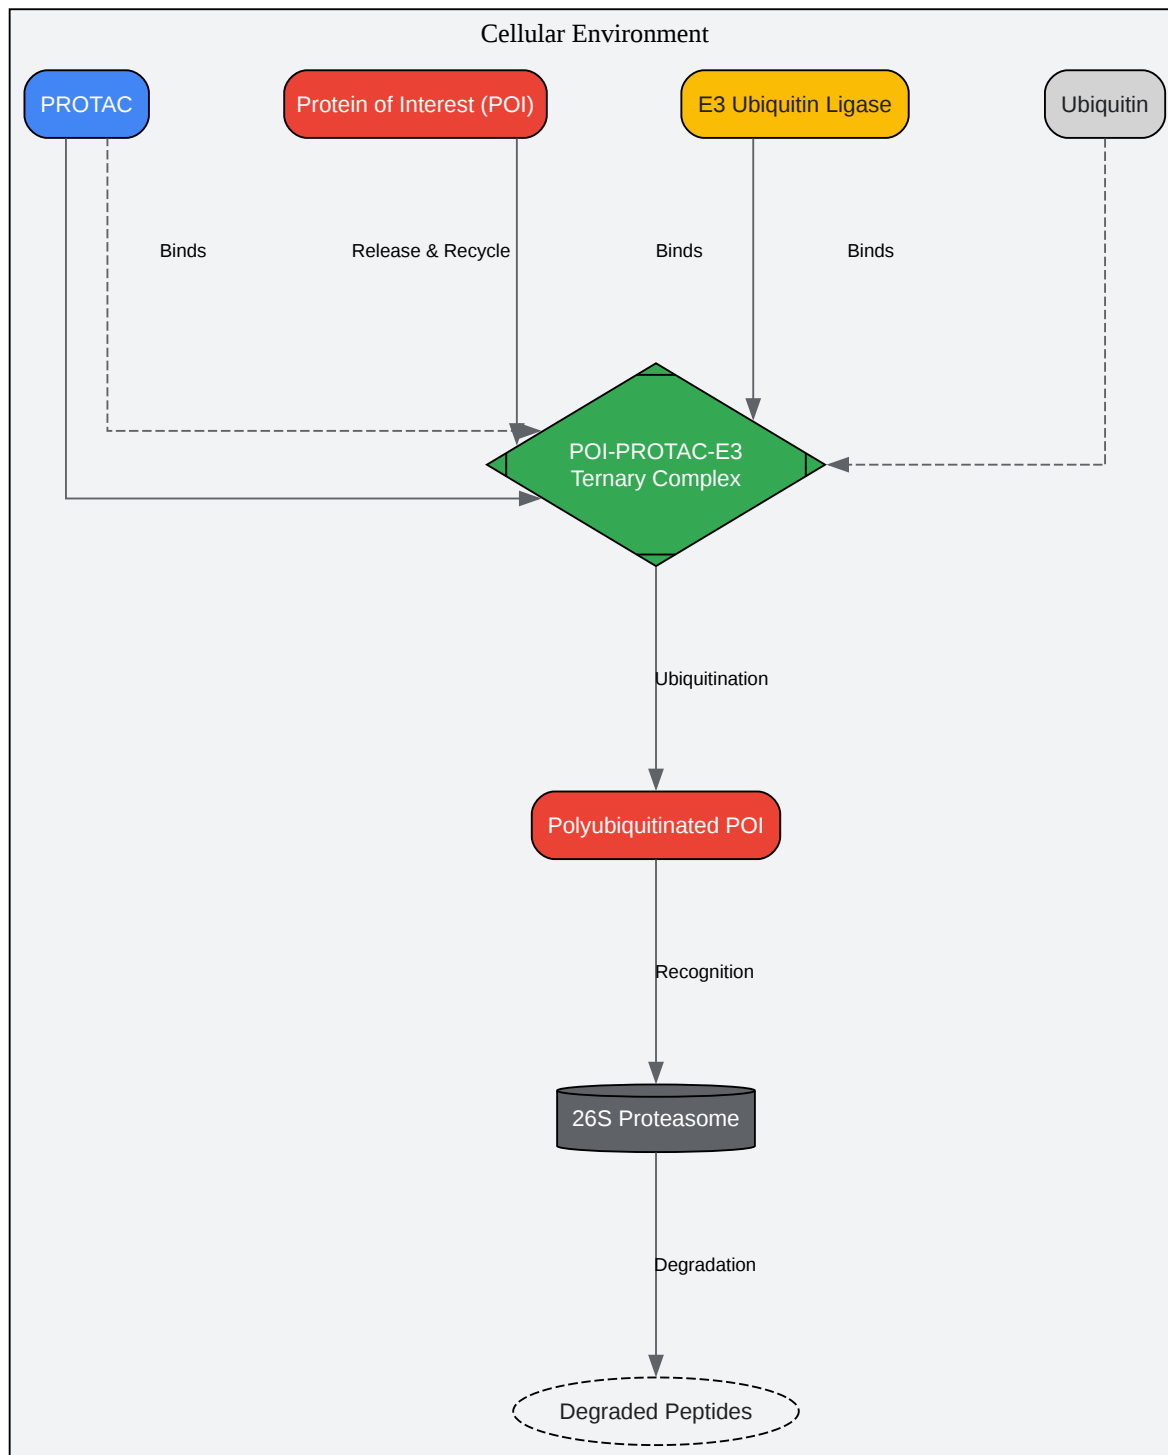 Cellular Environment
PROTAC
Protein of Interest (POI)
E3 Ubiquitin Ligase
Ubiquitin
Binds
Release & Recycle
Binds
Binds
POI-PROTAC-E3
Ternary Complex
Ubiquitination
Polyubiquitinated POI
Recognition
26S Proteasome
Degradation
Degraded Peptides